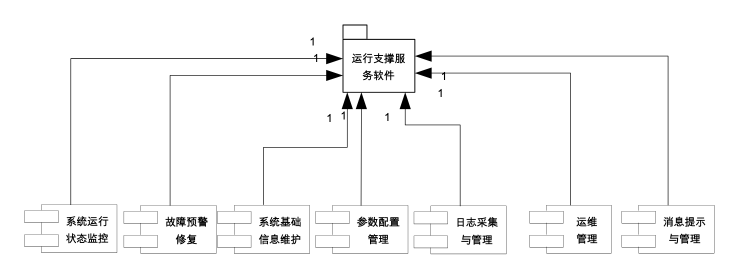 1
运行支撑服
务软件
1
1
1
1 1
1
系统运行
状态监控
故障预警
修复
系统基础
信息维护
参数配置
管理
日志采集
与管理
运维
管理
消息提示
与管理